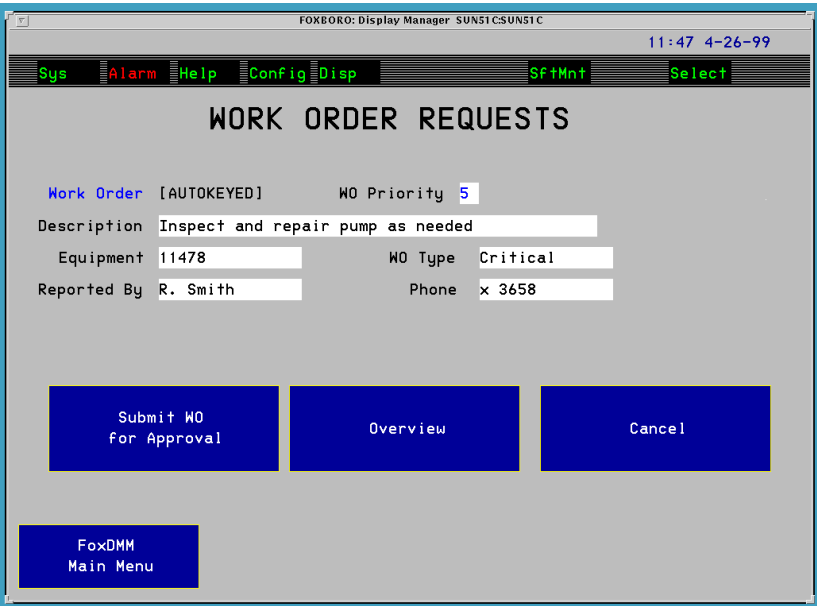 FOXBORO: Display Manager SUN51C:SUN51C
11:47 4-26-99
Sys Alarm Help Config Disp SftMnt Select
WORK ORDER REQUESTS
Work Order [AUTOKEYED] WO Priority 5
Description Inspect and repair pump as needed
Equipment 11478 WO Type Critical
Reported By R. Smith Phone x 3658
Submit WO
for Approval
Overview
Cancel
FoxDMM
Main Menu